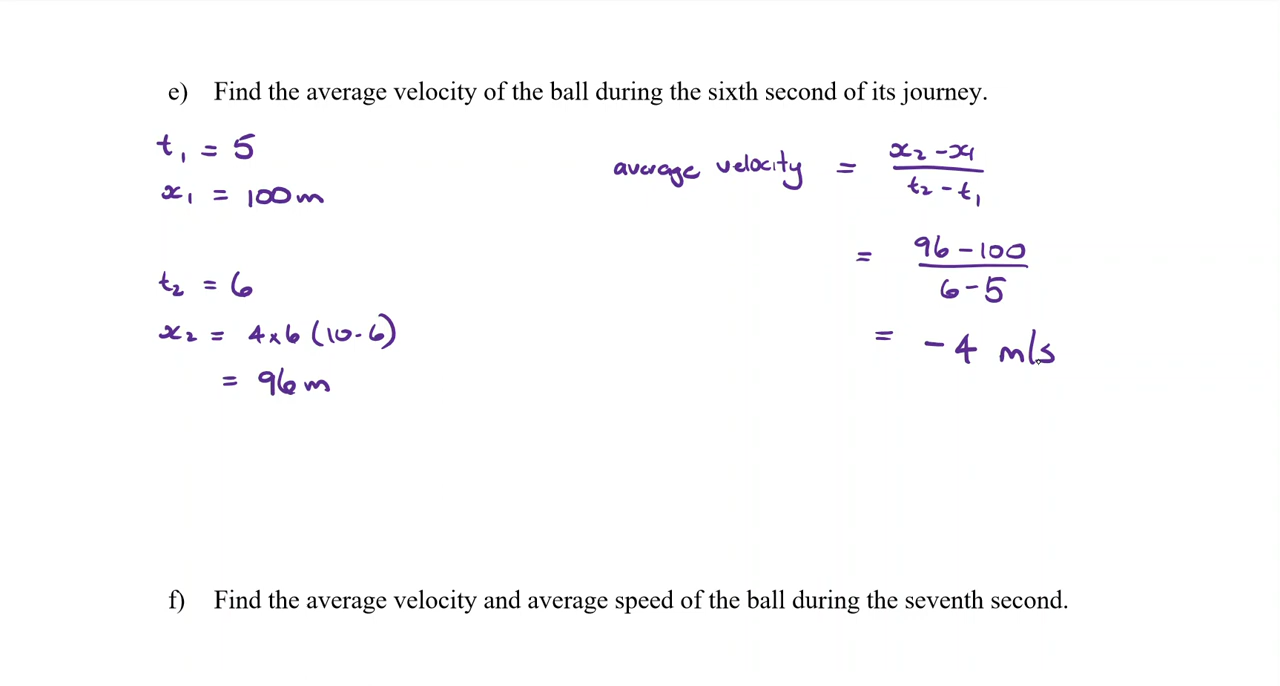 e) Find the average velocity of the ball during the sixth second of its journey.
t₁ = 5
x₁ = 100m
t₂ = 6
x₂ = 4×6 (10-6)
= 96m
average velocity = x₂ - x₁ / t₂ - t₁
= 96 - 100 / 6 - 5
= -4 m/s
f) Find the average velocity and average speed of the ball during the seventh second.